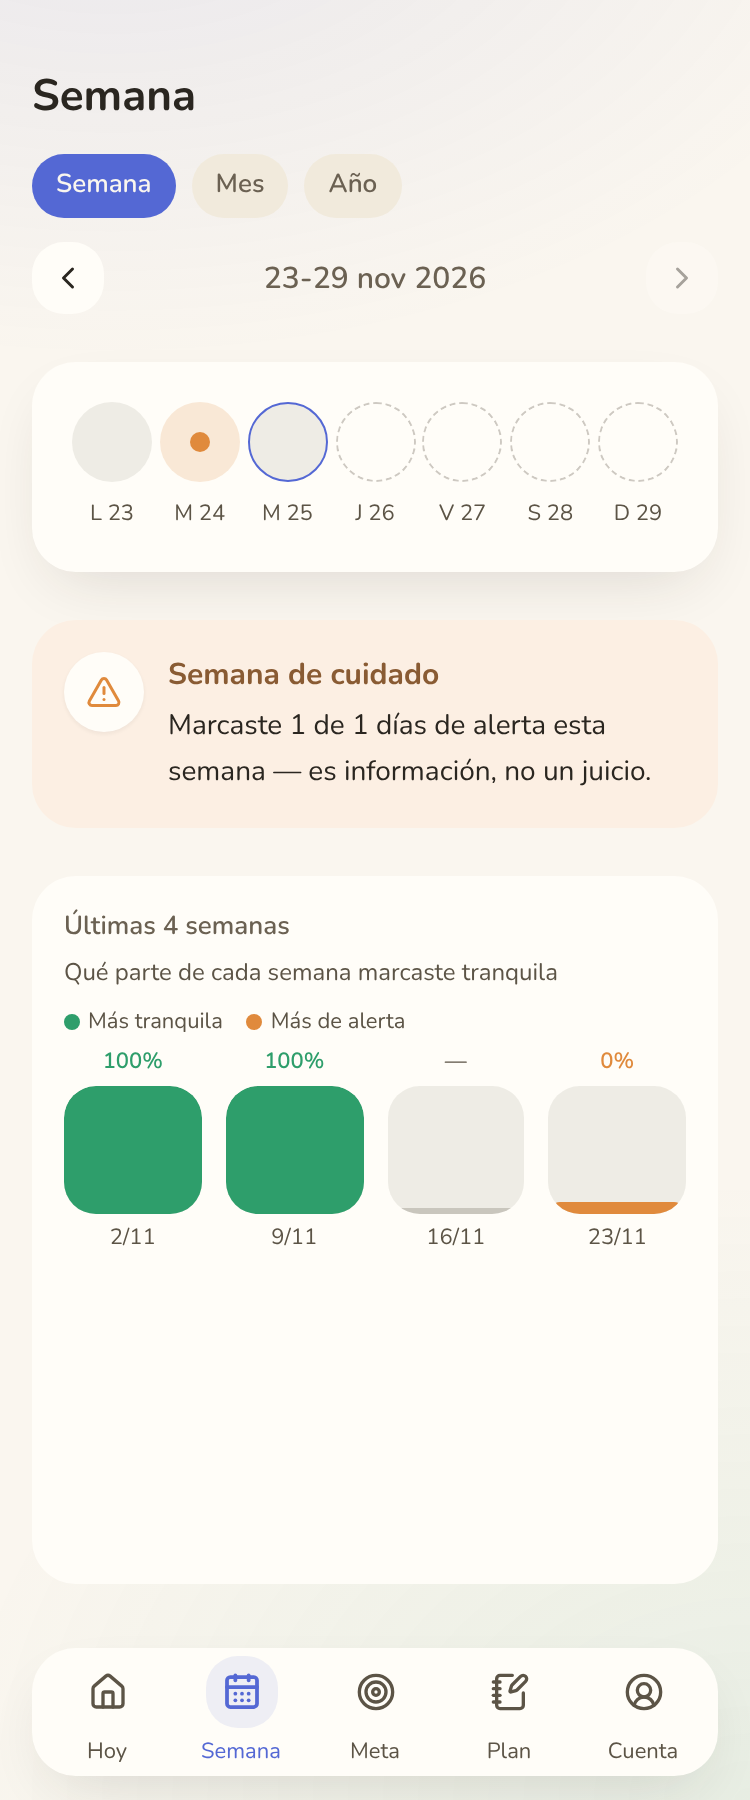 Semana
Semana Mes Año
23-29 nov 2026
L 23 M 24 M 25 J 26 V 27 S 28 D 29
Semana de cuidado
Marcaste 1 de 1 días de alerta esta
semana — es información, no un juicio.
Últimas 4 semanas
Qué parte de cada semana marcaste tranquila
Más tranquila Más de alerta
100% 100% — 0%
2/11 9/11 16/11 23/11
Hoy Semana Meta Plan Cuenta